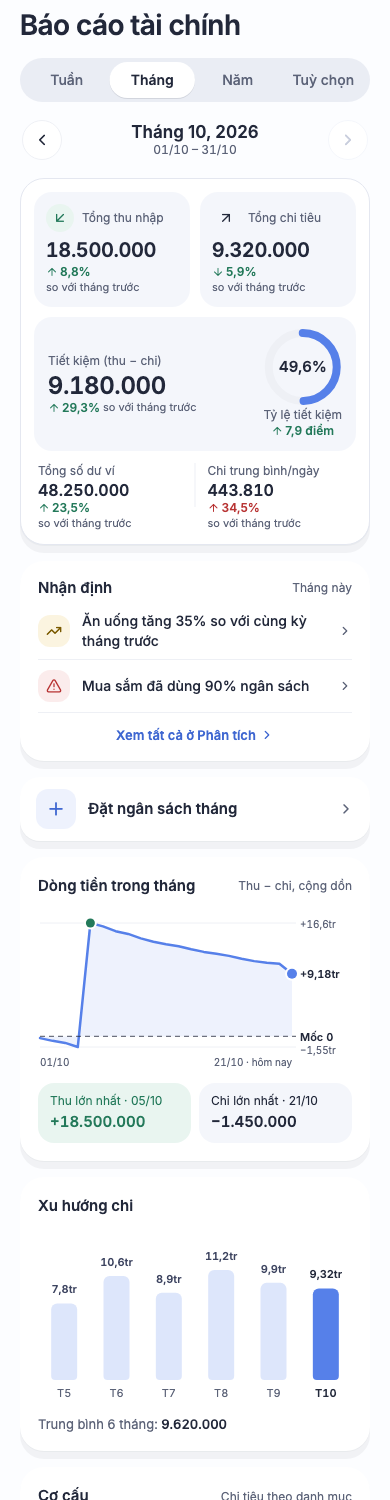 Báo cáo tài chính
Tuần
Tháng
Năm
Tuỳ chọn
Tháng 10, 2026
01/10 – 31/10
Tổng thu nhập
18.500.000
↑ 8,8%
so với tháng trước
Tổng chi tiêu
9.320.000
↓ 5,9%
so với tháng trước
Tiết kiệm (thu − chi)
9.180.000
↑ 29,3% so với tháng trước
49,6%
Tỷ lệ tiết kiệm
↑ 7,9 điểm
Tổng số dư ví
48.250.000
↑ 23,5%
so với tháng trước
Chi trung bình/ngày
443.810
↑ 34,5%
so với tháng trước
Nhận định
Tháng này
Ăn uống tăng 35% so với cùng kỳ
tháng trước
Mua sắm đã dùng 90% ngân sách
Xem tất cả ở Phân tích
Đặt ngân sách tháng
Dòng tiền trong tháng
Thu − chi, cộng dồn
+16,6tr
+9,18tr
Mốc 0
−1,55tr
01/10
21/10 · hôm nay
Thu lớn nhất · 05/10
+18.500.000
Chi lớn nhất · 21/10
−1.450.000
Xu hướng chi
7,8tr
10,6tr
8,9tr
11,2tr
9,9tr
9,32tr
T5
T6
T7
T8
T9
T10
Trung bình 6 tháng: 9.620.000
Cơ cấu
Chi tiêu theo danh mục